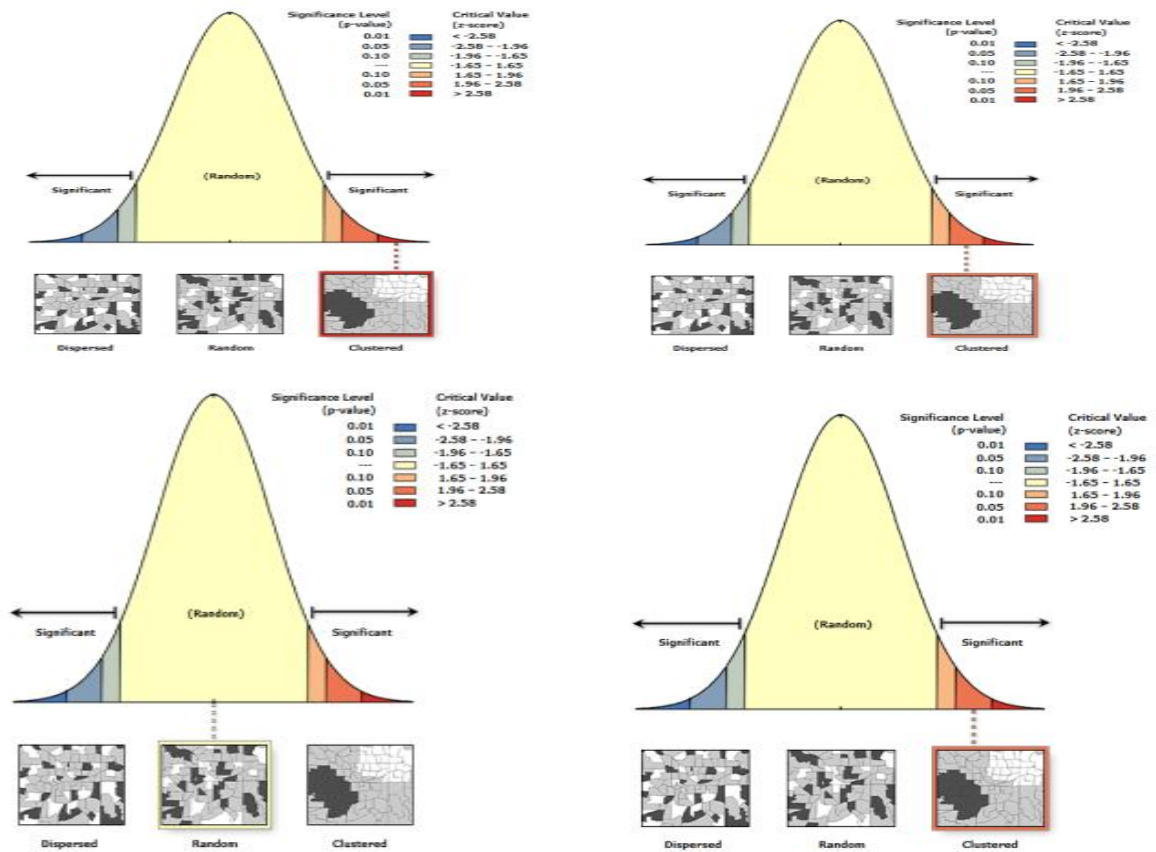 Significance Level Critical Value
(p-value) (z-score)
0.01 < -2.58
0.05 -2.58 – -1.96
0.10 -1.96 – -1.65
--- -1.65 – 1.65
0.10 1.65 – 1.96
0.05 1.96 – 2.58
0.01 > 2.58
(Random)
Significant Significant
Dispersed Random Clustered
Significance Level Critical Value
(p-value) (z-score)
0.01 < -2.58
0.05 -2.58 – -1.96
0.10 -1.96 – -1.65
--- -1.65 – 1.65
0.10 1.65 – 1.96
0.05 1.96 – 2.58
0.01 > 2.58
(Random)
Significant Significant
Dispersed Random Clustered
Significance Level Critical Value
(p-value) (z-score)
0.01 < -2.58
0.05 -2.58 – -1.96
0.10 -1.96 – -1.65
--- -1.65 – 1.65
0.10 1.65 – 1.96
0.05 1.96 – 2.58
0.01 > 2.58
(Random)
Significant Significant
Dispersed Random Clustered
Significance Level Critical Value
(p-value) (z-score)
0.01 < -2.58
0.05 -2.58 – -1.96
0.10 -1.96 – -1.65
--- -1.65 – 1.65
0.10 1.65 – 1.96
0.05 1.96 – 2.58
0.01 > 2.58
(Random)
Significant Significant
Dispersed Random Clustered